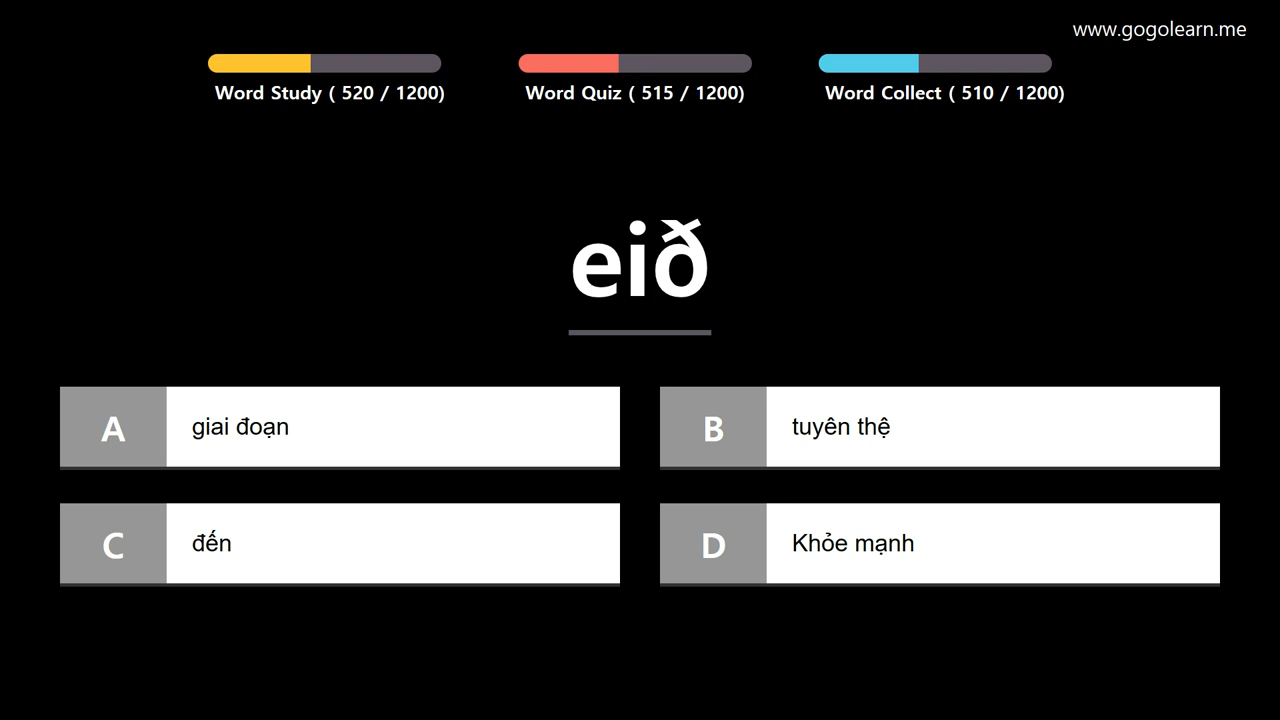 www.gogolearn.me
Word Study ( 520 / 1200)
Word Quiz ( 515 / 1200)
Word Collect ( 510 / 1200)
eið
A giai đoạn
B tuyên thệ
C đến
D Khỏe mạnh